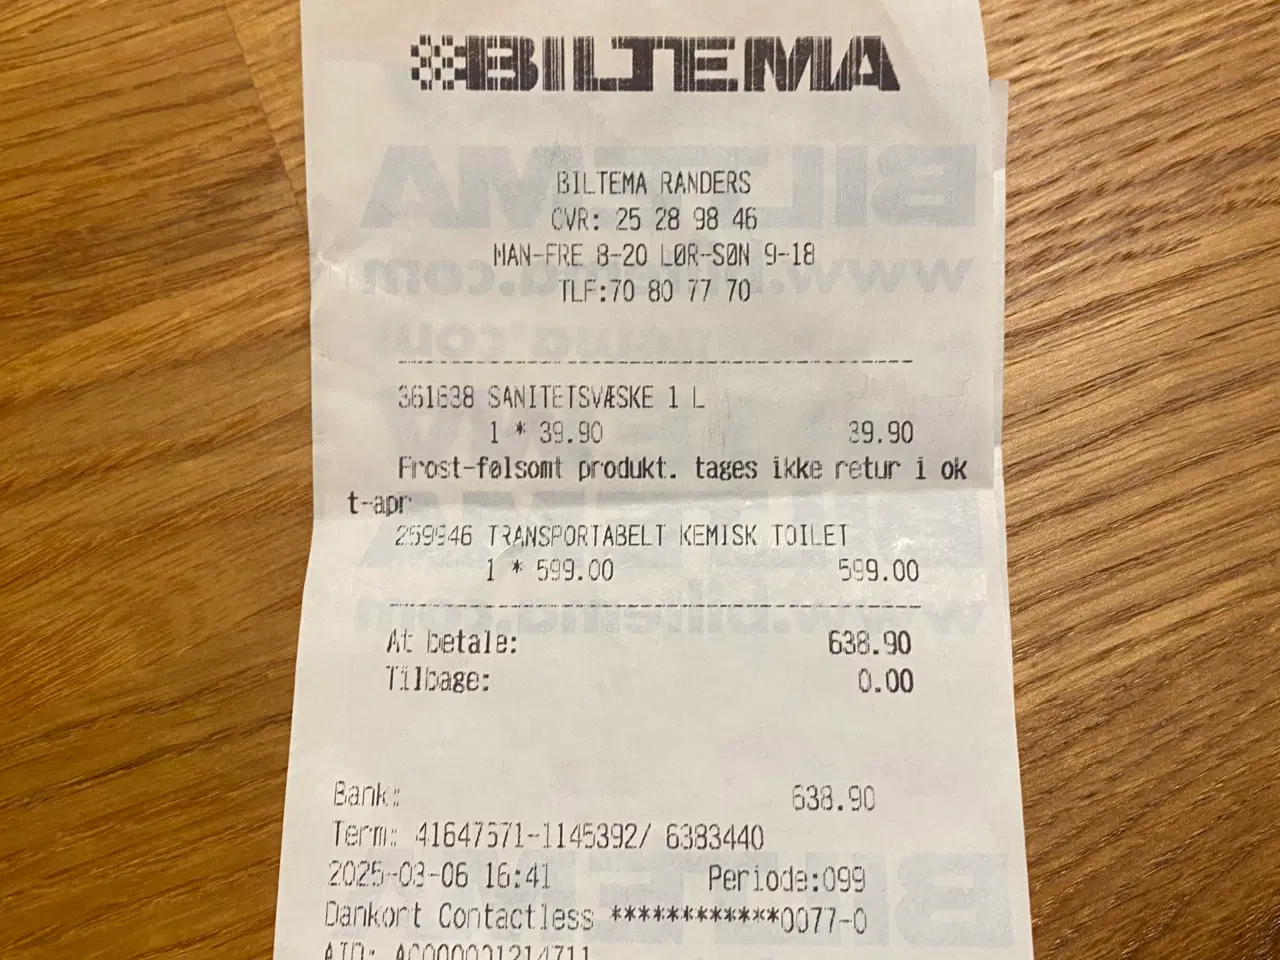 BILTEMA
BILTEMA RANDERS
CVR: 25 28 98 46
MAN-FRE 8-20 LØR-SØN 9-18
TLF:70 80 77 70
361638 SANITETSVÆSKE 1 L
1 * 39.90 39.90
Frost-følsomt produkt. tages ikke retur i ok
t-apr
259946 TRANSPORTABELT KEMISK TOILET
1 * 599.00 599.00
At betale: 638.90
Tilbage: 0.00
Bank: 638.90
Term: 41647571-1145392/ 6383440
2025-03-06 16:41 Periode:099
Dankort Contactless ************0077-0
AID: